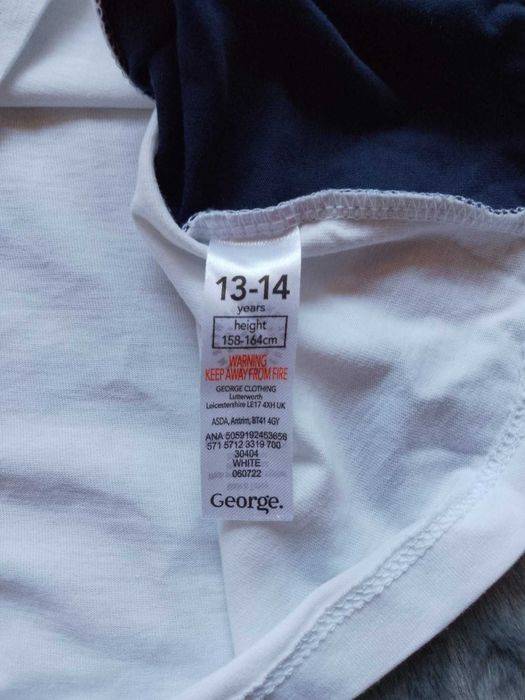 13-14
years
height
158-164cm
WARNING
KEEP AWAY FROM FIRE
GEORGE CLOTHING
Lutterworth
Leicestershire LE17 4XH UK
ASDA, Antrim, BT41 4GY
ANA 5059192453656
571 5712 3319 700
30404
WHITE
060722
George.